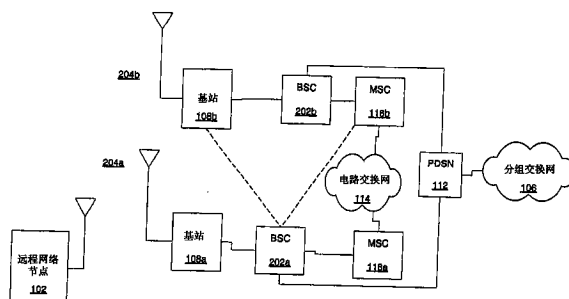 204b
基站
108b
BSC
202b
MSC
118b
204a
电路交换网
114
PDSN
112
分组交换网
106
远程网络
节点
102
基站
108a
BSC
202a
MSC
118a